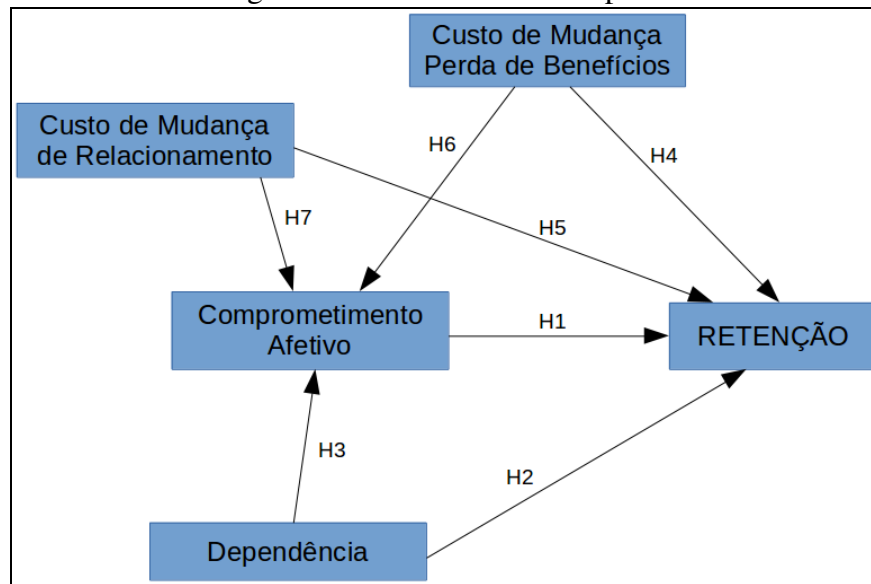 Custo de Mudança
Perda de Benefícios
Custo de Mudança
de Relacionamento
H6
H4
H7
H5
Comprometimento
Afetivo
H1
RETENÇÃO
H3
H2
Dependência